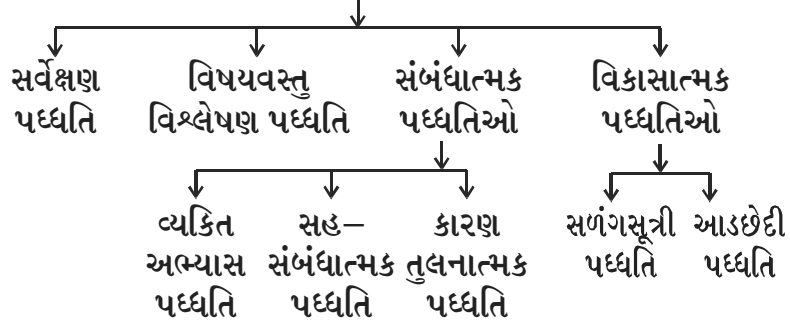 સર્વેક્ષણ
પધ્ધતિ
વિષયવસ્તુ
વિશ્લેષણ પધ્ધતિ
સંબંધાત્મક
પધ્ધતિઓ
વિકાસાત્મક
પધ્ધતિઓ
વ્યકિત
અભ્યાસ
પધ્ધતિ
સહ–
સંબંધાત્મક
પધ્ધતિ
કારણ
તુલનાત્મક
પધ્ધતિ
સળંગસૂત્રી
પધ્ધતિ
આડછેદી
પધ્ધતિ